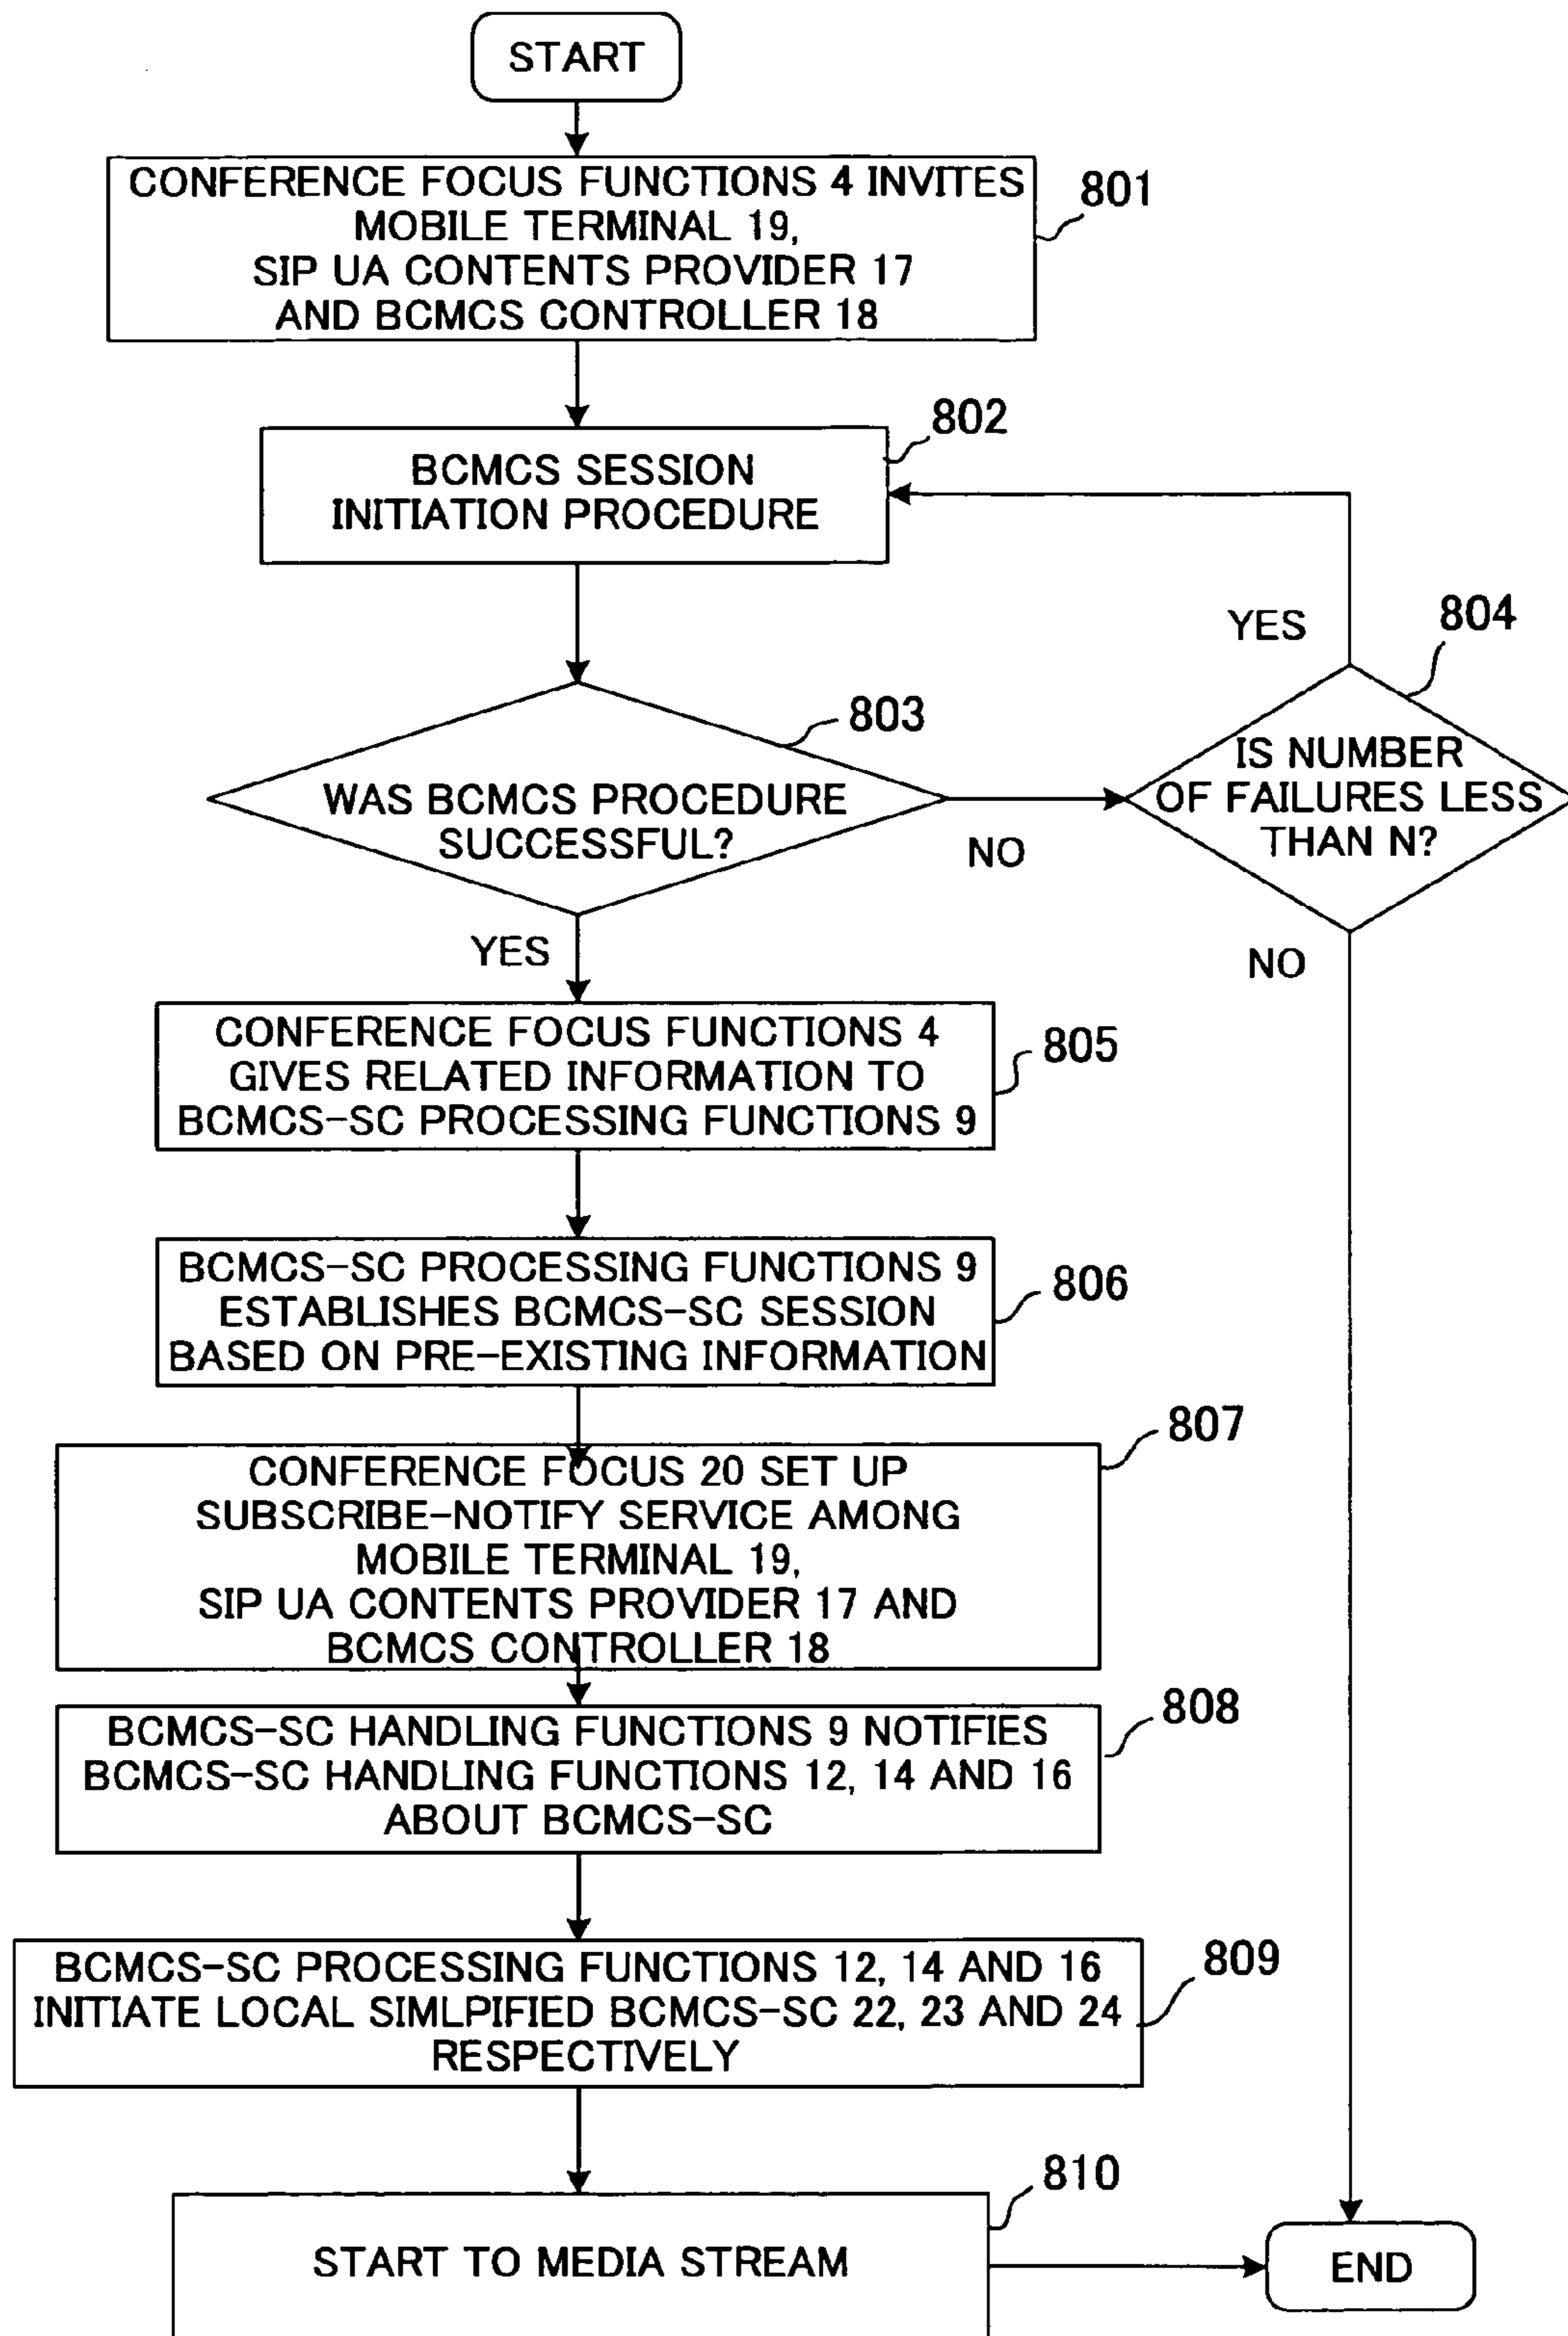 START
CONFERENCE FOCUS FUNCTIONS 4 INVITES
MOBILE TERMINAL 19,
SIP UA CONTENTS PROVIDER 17
AND BCMCS CONTROLLER 18
801
802
BCMCS SESSION
INITIATION PROCEDURE
YES
804
803
WAS BCMCS PROCEDURE
SUCCESSFUL?
IS NUMBER
OF FAILURES LESS
THAN N?
NO
YES
NO
CONFERENCE FOCUS FUNCTIONS 4
GIVES RELATED INFORMATION TO
BCMCS-SC PROCESSING FUNCTIONS 9
805
BCMCS-SC PROCESSING FUNCTIONS 9
ESTABLISHES BCMCS-SC SESSION
BASED ON PRE-EXISTING INFORMATION
806
807
CONFERENCE FOCUS 20 SET UP
SUBSCRIBE-NOTIFY SERVICE AMONG
MOBILE TERMINAL 19,
SIP UA CONTENTS PROVIDER 17 AND
BCMCS CONTROLLER 18
808
BCMCS-SC HANDLING FUNCTIONS 9 NOTIFIES
BCMCS-SC HANDLING FUNCTIONS 12, 14 AND 16
ABOUT BCMCS-SC
809
BCMCS-SC PROCESSING FUNCTIONS 12, 14 AND 16
INITIATE LOCAL SIMLPIFIED BCMCS-SC 22, 23 AND 24
RESPECTIVELY
810
START TO MEDIA STREAM
END